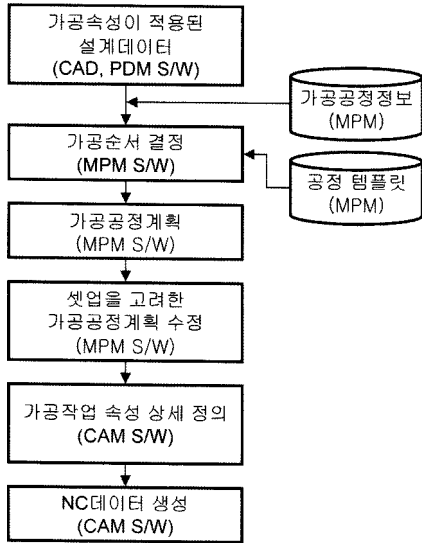 가공속성이 적용된
설계데이터
(CAD, PDM S/W)
가공공정정보
(MPM)
가공순서 결정
(MPM S/W)
공정 템플릿
(MPM)
가공공정계획
(MPM S/W)
셋업을 고려한
가공공정계획 수정
(MPM S/W)
가공작업 속성 상세 정의
(CAM S/W)
NC데이터 생성
(CAM S/W)